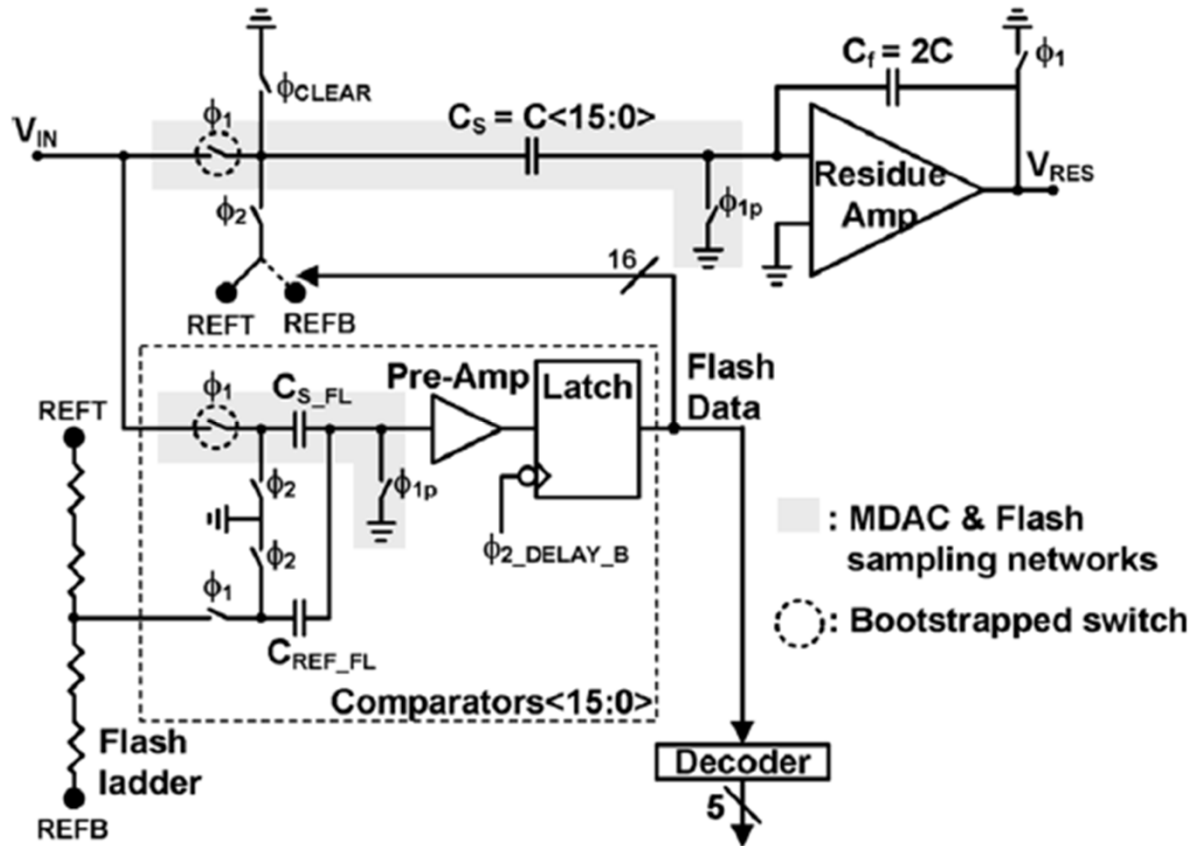 Cf = 2C
ϕ1
ϕCLEAR
ϕ1
VIN
CS = C<15:0>
Residue
Amp
VRES
ϕ2
ϕ1p
16
REFT
REFB
Pre-Amp
Latch
Flash
Data
ϕ1
CS_FL
REFT
ϕ2
ϕ1p
ϕ2
ϕ2_DELAY_B
ϕ1
CREF_FL
Comparators<15:0>
: MDAC & Flash
sampling networks
: Bootstrapped switch
Flash
ladder
REFB
Decoder
5